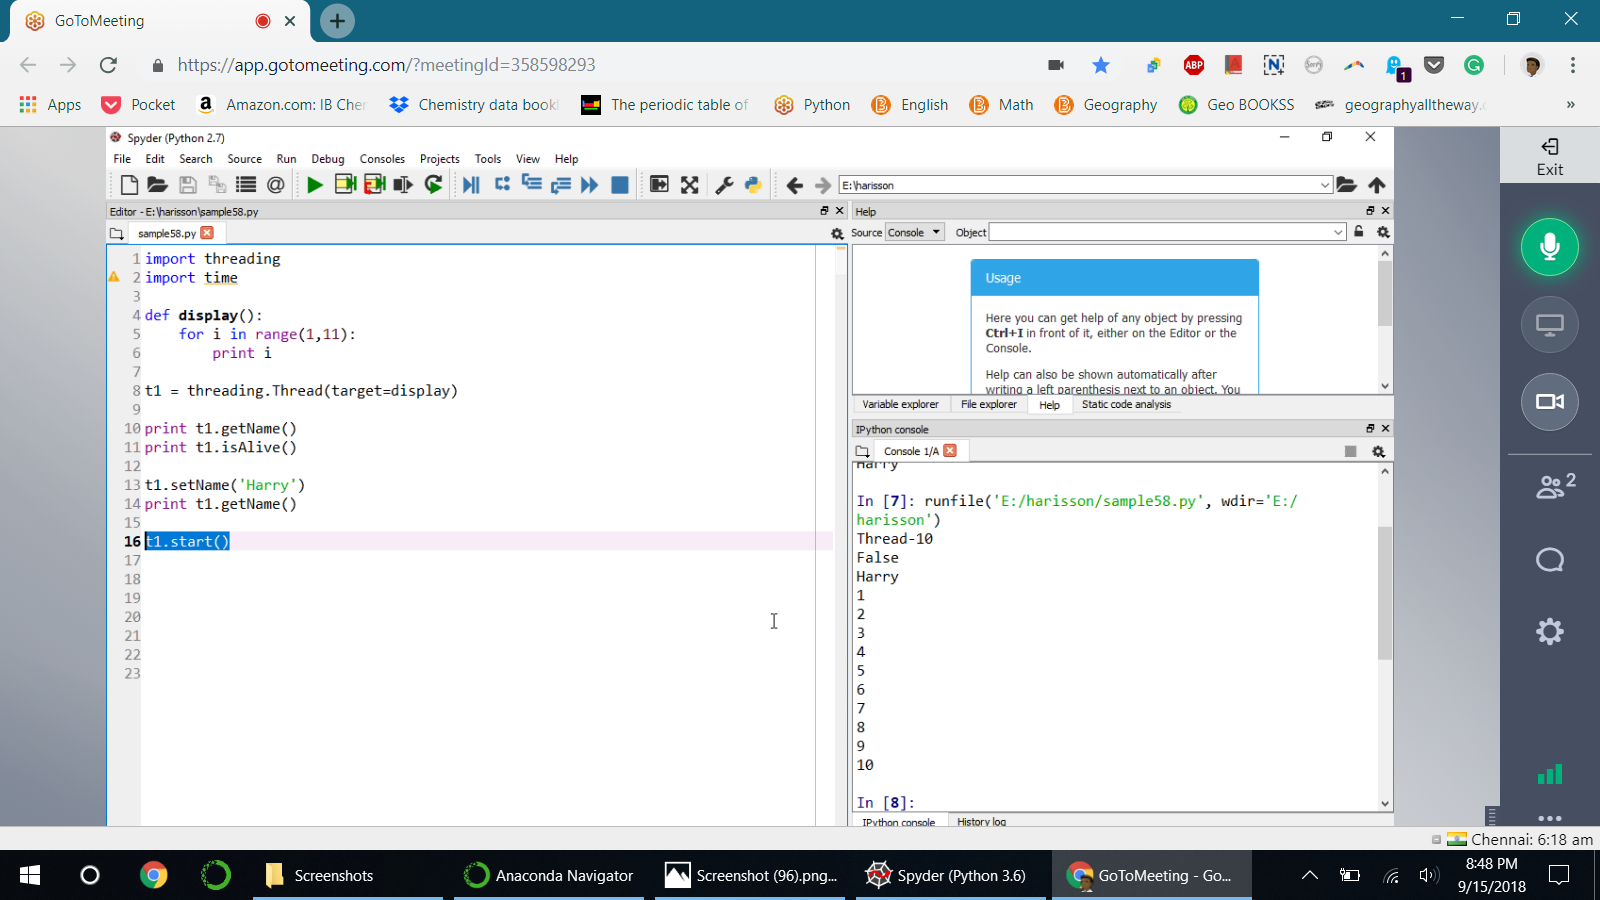 GoToMeeting
https://app.gotomeeting.com/?meetingId=358598293
ABP
N
1
G
Apps
Pocket
a Amazon.com: IB Cher
Chemistry data book
The periodic table of
Python
B English
B Math
B Geography
Geo BOOKSS
geographyalltheway.c
»
Spyder (Python 2.7)
File Edit Search Source Run Debug Consoles Projects Tools View Help
E:\harisson
Editor - E:\harisson\sample58.py
sample58.py
1 import threading
2 import time
3
4 def display():
5     for i in range(1,11):
6         print i
7
8 t1 = threading.Thread(target=display)
9
10 print t1.getName()
11 print t1.isAlive()
12
13 t1.setName('Harry')
14 print t1.getName()
15
16 t1.start()
17
18
19
20
21
22
23
Help
Source Console Object
Usage
Here you can get help of any object by pressing
Ctrl+I in front of it, either on the Editor or the
Console.
Help can also be shown automatically after
writing a left parenthesis next to an object. You
Variable explorer File explorer Help Static code analysis
IPython console
Console 1/A
Harry
In [7]: runfile('E:/harisson/sample58.py', wdir='E:/
harisson')
Thread-10
False
Harry
1
2
3
4
5
6
7
8
9
10
In [8]:
IPython console History log
Exit
2
Chennai: 6:18 am
Screenshots
Anaconda Navigator
Screenshot (96).png...
Spyder (Python 3.6)
GoToMeeting - Go...
8:48 PM
9/15/2018